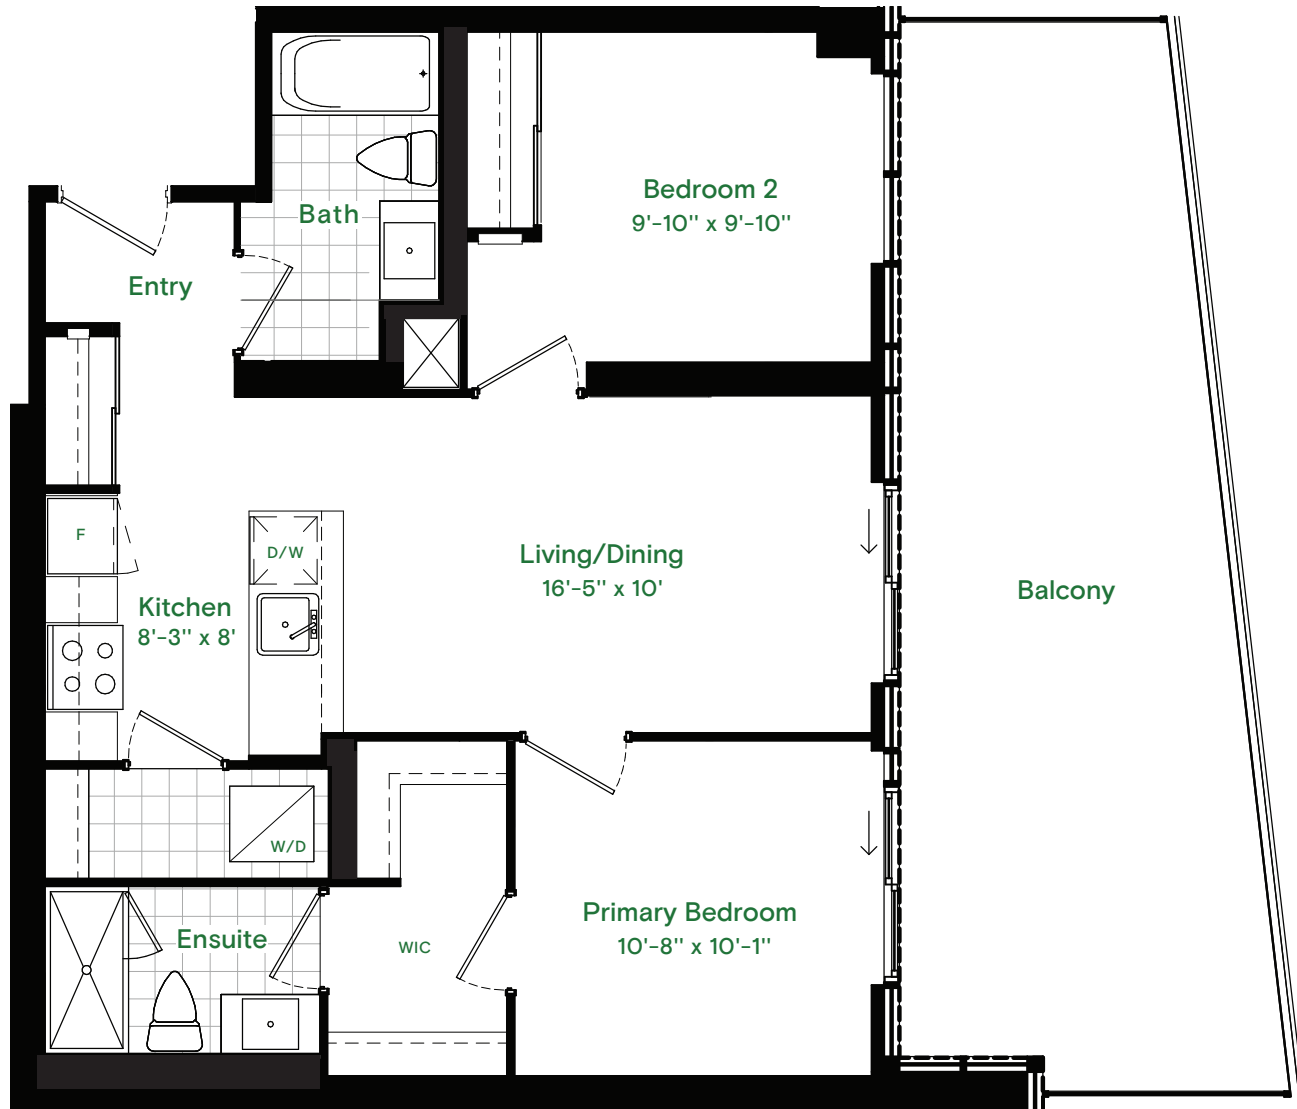 Bedroom 2
9'-10'' x 9'-10''
Bath
Entry
F
D/W
Living/Dining
16'-5'' x 10'
Balcony
Kitchen
8'-3'' x 8'
W/D
Primary Bedroom
10'-8'' x 10'-1''
Ensuite
WIC